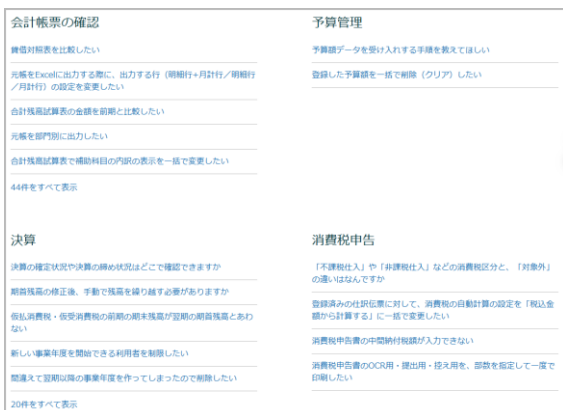 会計帳票の確認
貸借対照表を比較したい
元帳をExcelに出力する際に、出力する行（明細行+月計行／明細行
／月計行）の設定を変更したい
合計残高試算表の金額を前期と比較したい
元帳を部門別に出力したい
合計残高試算表で補助科目の内訳の表示を一括で変更したい
44件をすべて表示
予算管理
予算額データを受け入れする手順を教えてほしい
登録した予算額を一括で削除（クリア）したい
決算
決算の確定状況や決算の締め状況はどこで確認できますか
期首残高の修正後、手動で残高を繰り越す必要がありますか
仮払消費税・仮受消費税の前期の期末残高が翌期の期首残高とあわ
ない
新しい事業年度を開始できる利用者を制限したい
間違えて翌期以降の事業年度を作ってしまったので削除したい
20件をすべて表示
消費税申告
「不課税仕入」や「非課税仕入」などの消費税区分と、「対象外」
の違いはなんですか
登録済みの仕訳伝票に対して、消費税の自動計算の設定を「税込金
額から計算する」に一括で変更したい
消費税申告書の中間納付税額が入力できない
消費税申告書のOCR用・提出用・控え用を、部数を指定して一度で
印刷したい